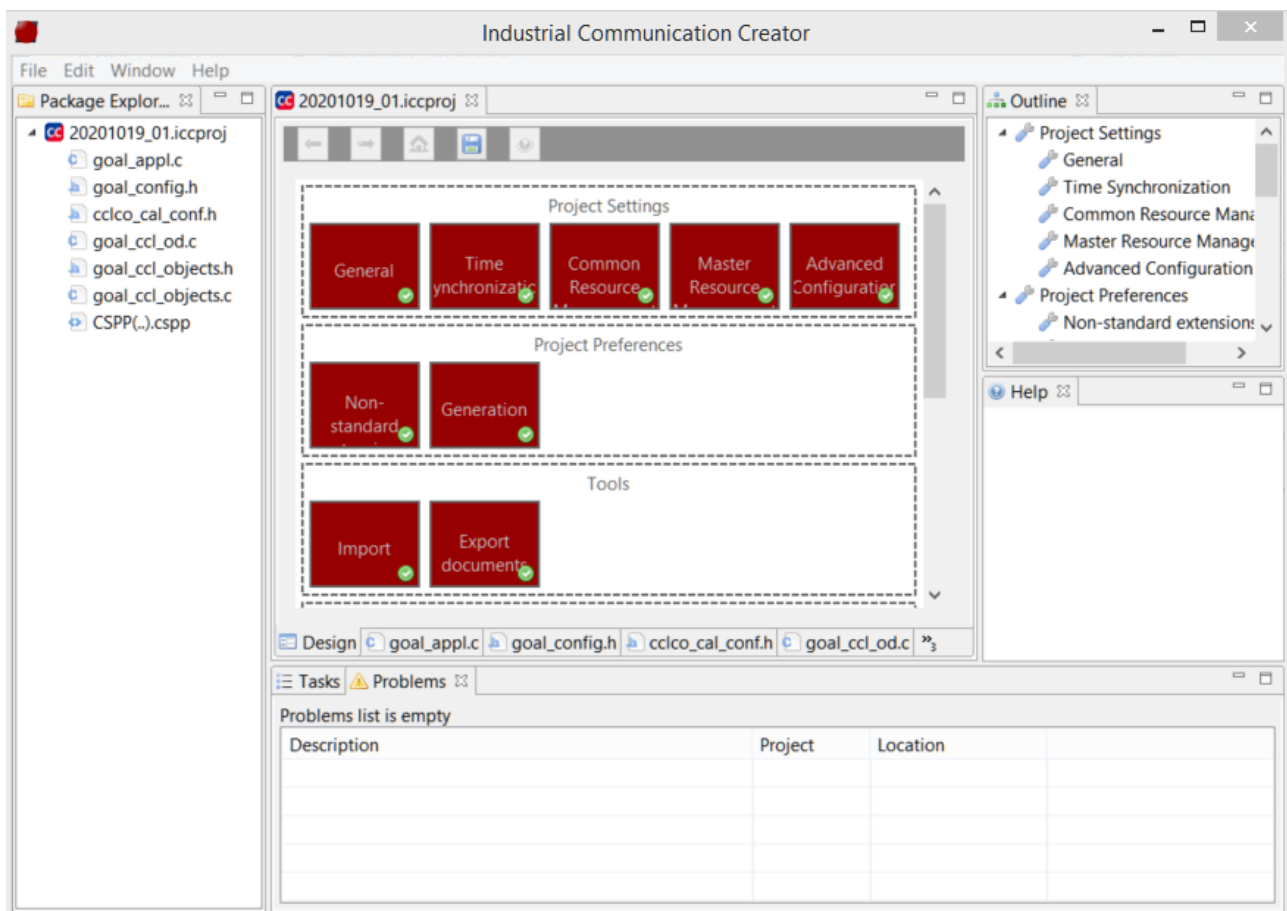 Industrial Communication Creator
File Edit Window Help
Package Explor...
20201019_01.iccproj
goal_appl.c
goal_config.h
cclco_cal_conf.h
goal_ccl_od.c
goal_ccl_objects.h
goal_ccl_objects.c
CSPP(..).cspp
20201019_01.iccproj
Project Settings
General
Time
ynchronizatic
Common
Resource
Master
Resource
Advanced
Configuration
Project Preferences
Non-
standard
Generation
Tools
Import
Export
documents
Design goal_appl.c goal_config.h cclco_cal_conf.h goal_ccl_od.c »3
Outline
Project Settings
General
Time Synchronization
Common Resource Mana
Master Resource Manage
Advanced Configuration
Project Preferences
Non-standard extensions
Help
Tasks Problems
Problems list is empty
Description Project Location